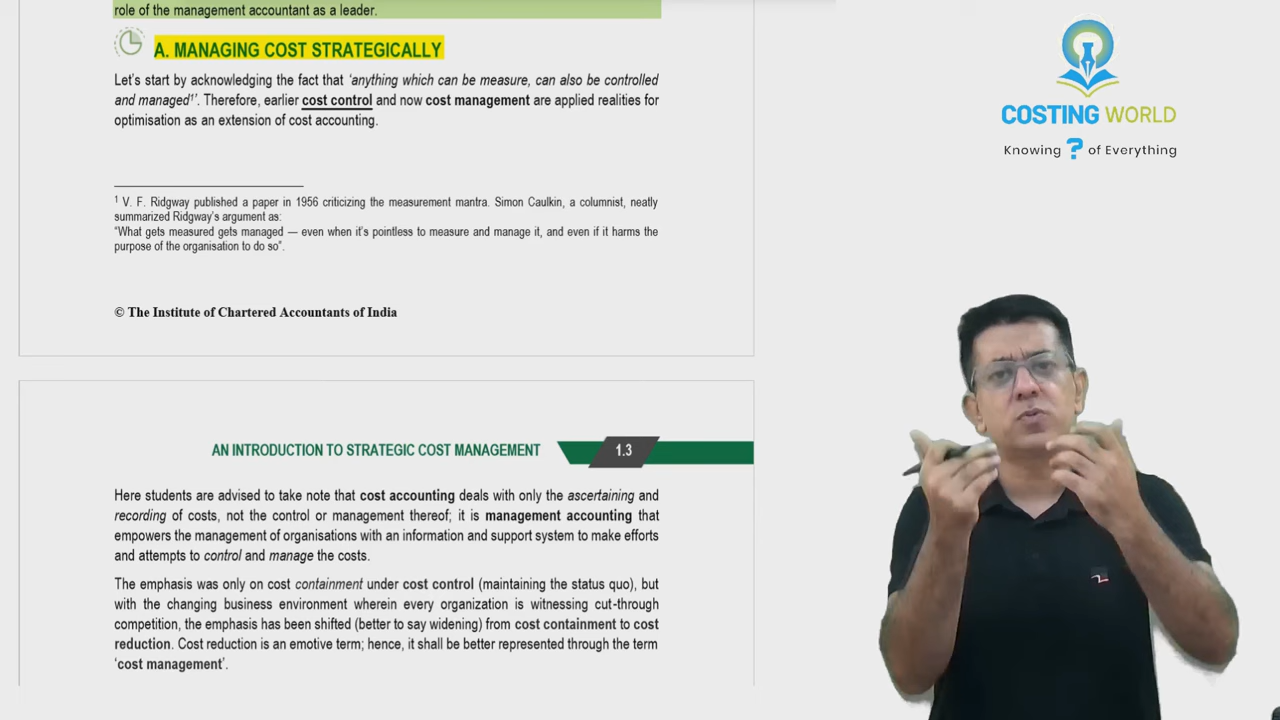 role of the management accountant as a leader.
A. MANAGING COST STRATEGICALLY
Let's start by acknowledging the fact that 'anything which can be measure, can also be controlled
and managed¹'. Therefore, earlier cost control and now cost management are applied realities for
optimisation as an extension of cost accounting.
1 V. F. Ridgway published a paper in 1956 criticizing the measurement mantra. Simon Caulkin, a columnist, neatly
summarized Ridgway's argument as:
"What gets measured gets managed — even when it's pointless to measure and manage it, and even if it harms the
purpose of the organisation to do so".
© The Institute of Chartered Accountants of India
AN INTRODUCTION TO STRATEGIC COST MANAGEMENT 1.3
Here students are advised to take note that cost accounting deals with only the ascertaining and
recording of costs, not the control or management thereof; it is management accounting that
empowers the management of organisations with an information and support system to make efforts
and attempts to control and manage the costs.
The emphasis was only on cost containment under cost control (maintaining the status quo), but
with the changing business environment wherein every organization is witnessing cut-through
competition, the emphasis has been shifted (better to say widening) from cost containment to cost
reduction. Cost reduction is an emotive term; hence, it shall be better represented through the term
'cost management'.
COSTING WORLD
Knowing ? of Everything